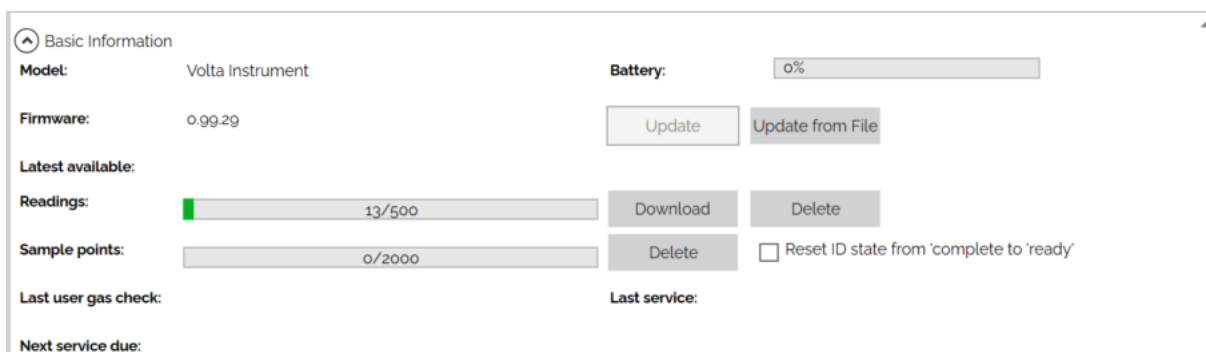 Basic Information
Model: Volta Instrument Battery: 0%
Firmware: 0.99.29 Update Update from File
Latest available:
Readings: 13/500 Download Delete
Sample points: 0/2000 Delete Reset ID state from 'complete to 'ready'
Last user gas check: Last service:
Next service due: